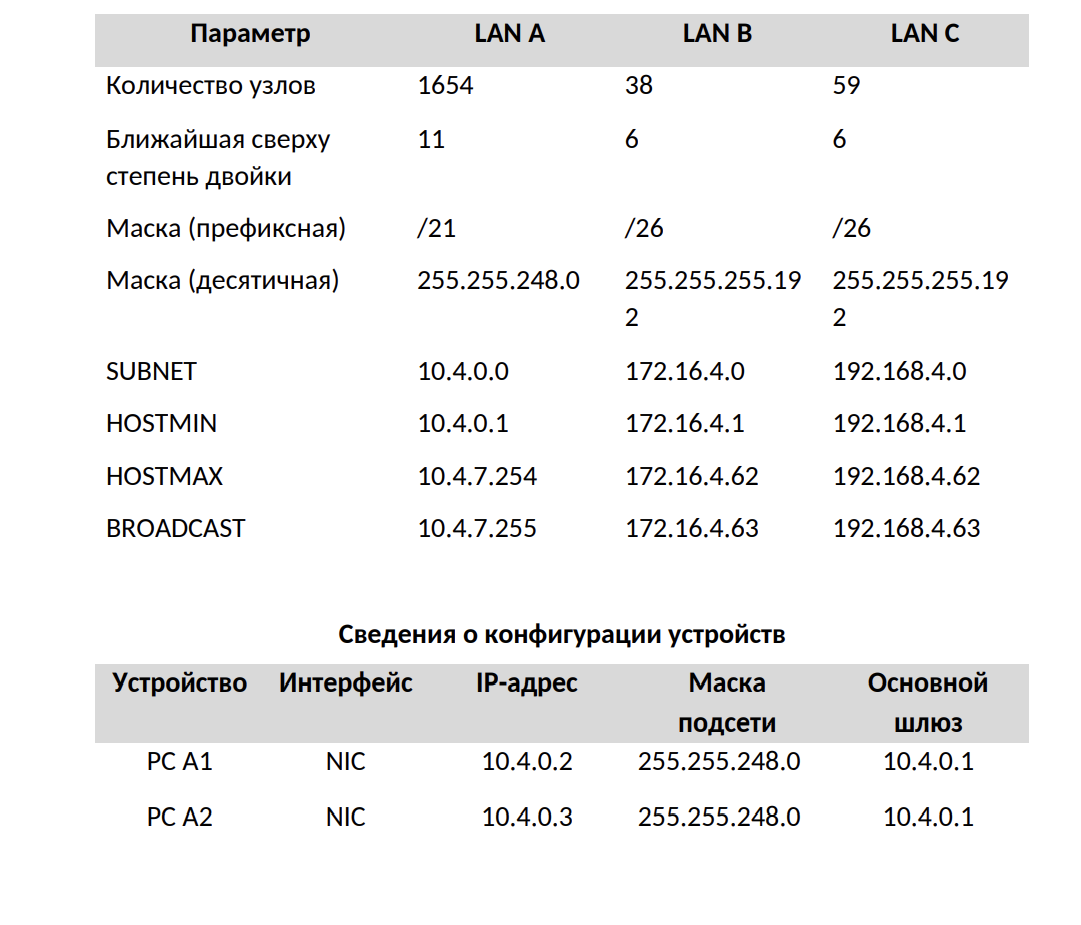 Параметр LAN A LAN B LAN C
Количество узлов 1654 38 59
Ближайшая сверху 11 6 6
степень двойки
Маска (префиксная) /21 /26 /26
Маска (десятичная) 255.255.248.0 255.255.255.19 255.255.255.19
2 2
SUBNET 10.4.0.0 172.16.4.0 192.168.4.0
HOSTMIN 10.4.0.1 172.16.4.1 192.168.4.1
HOSTMAX 10.4.7.254 172.16.4.62 192.168.4.62
BROADCAST 10.4.7.255 172.16.4.63 192.168.4.63
Сведения о конфигурации устройств
Устройство Интерфейс IP-адрес Маска Основной
подсети шлюз
PC A1 NIC 10.4.0.2 255.255.248.0 10.4.0.1
PC A2 NIC 10.4.0.3 255.255.248.0 10.4.0.1